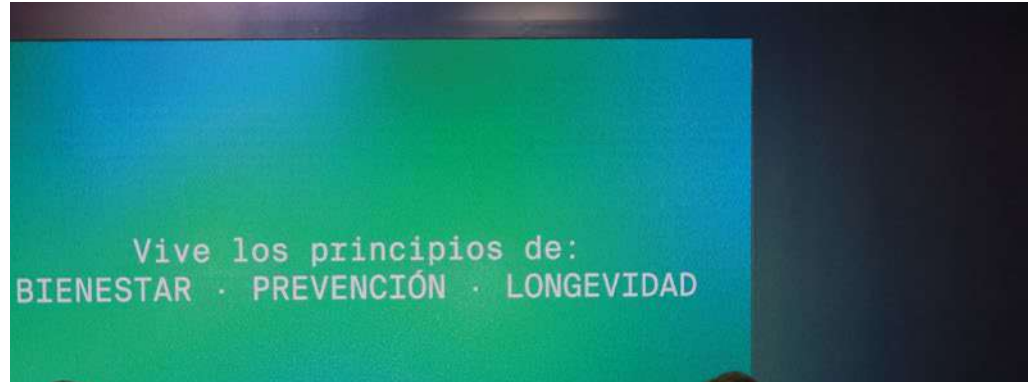 Vive los principios de:
BIENESTAR · PREVENCIÓN · LONGEVIDAD